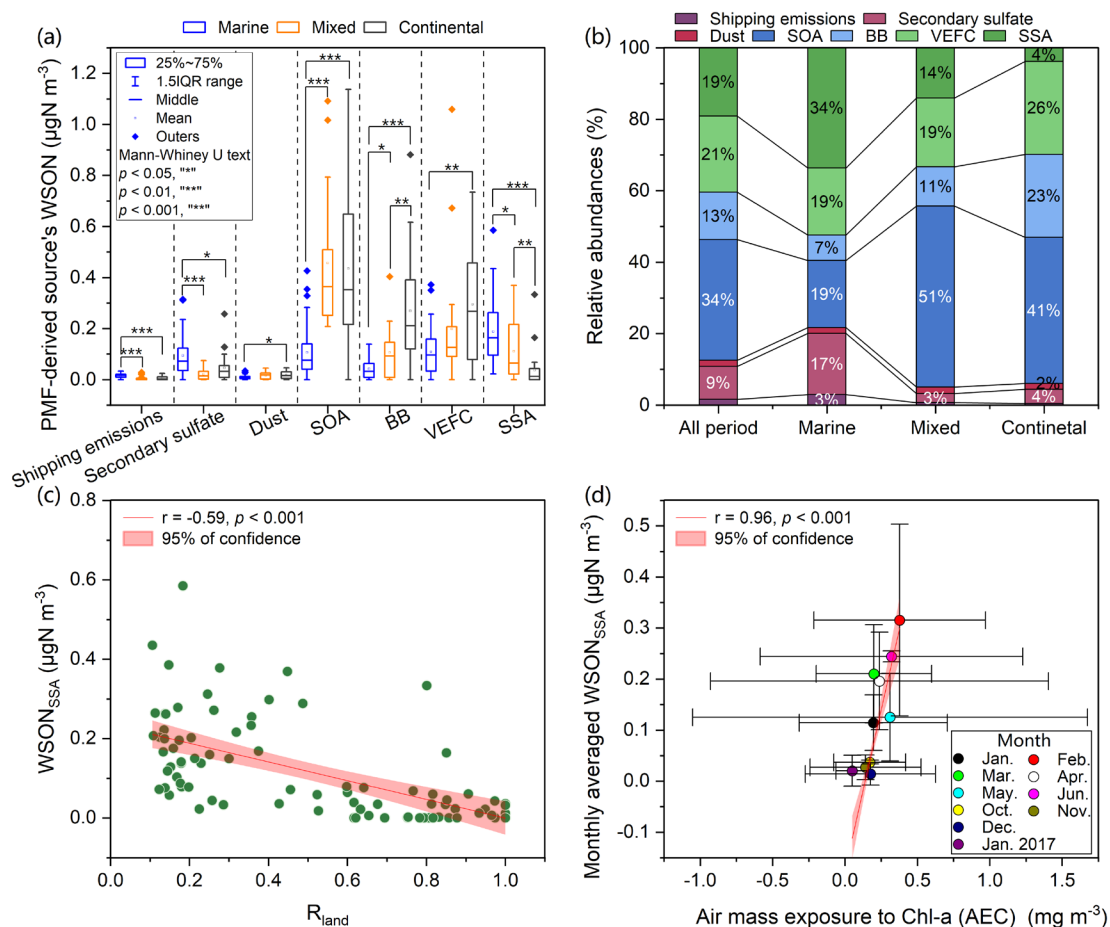 (a)
Marine Mixed Continental
25%~75%
1.5IQR range
Middle
Mean
Outers
Mann-Whiney U text
p < 0.05, "*"
p < 0.01, "**"
p < 0.001, "**"
*** *** *** * * *** *** *** * ** ** *** * **
PMF-derived source's WSON (µgN m-3)
1.2
1.0
0.8
0.6
0.4
0.2
0.0
Shipping emissions
Secondary sulfate
Dust
SOA
BB
VEFC
SSA
(b)
Shipping emissions Secondary sulfate
Dust SOA BB VEFC SSA
Relative abundances (%)
100
80
60
40
20
0
19% 34% 14% 4%
21% 19% 19% 26%
13% 7% 11% 23%
34% 19% 51% 41%
2%
9% 17% 3% 4%
3%
All period Marine Mixed Continetal
(c)
r = -0.59, p < 0.001
95% of confidence
WSONSSA (µgN m-3)
0.8
0.6
0.4
0.2
0.0
0.0 0.2 0.4 0.6 0.8 1.0
Rland
(d)
r = 0.96, p < 0.001
95% of confidence
Monthly averaged WSONSSA (µgN m-3)
0.5
0.4
0.3
0.2
0.1
0.0
-0.1
Month
Jan. Feb.
Mar. Apr.
May. Jun.
Oct. Nov.
Dec.
Jan. 2017
-1.0 -0.5 0.0 0.5 1.0 1.5
Air mass exposure to Chl-a (AEC) (mg m-3)